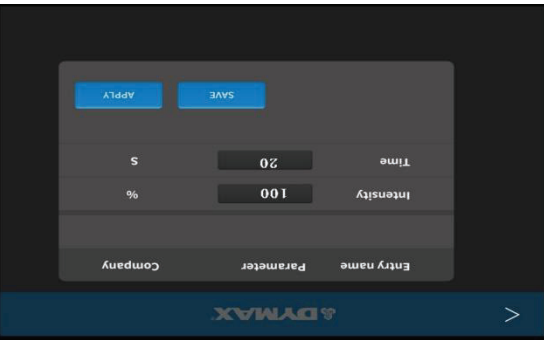 &DYMAX
Entry name Parameter Company
Intensity 100 %
Time 20 S
SAVE APPLY